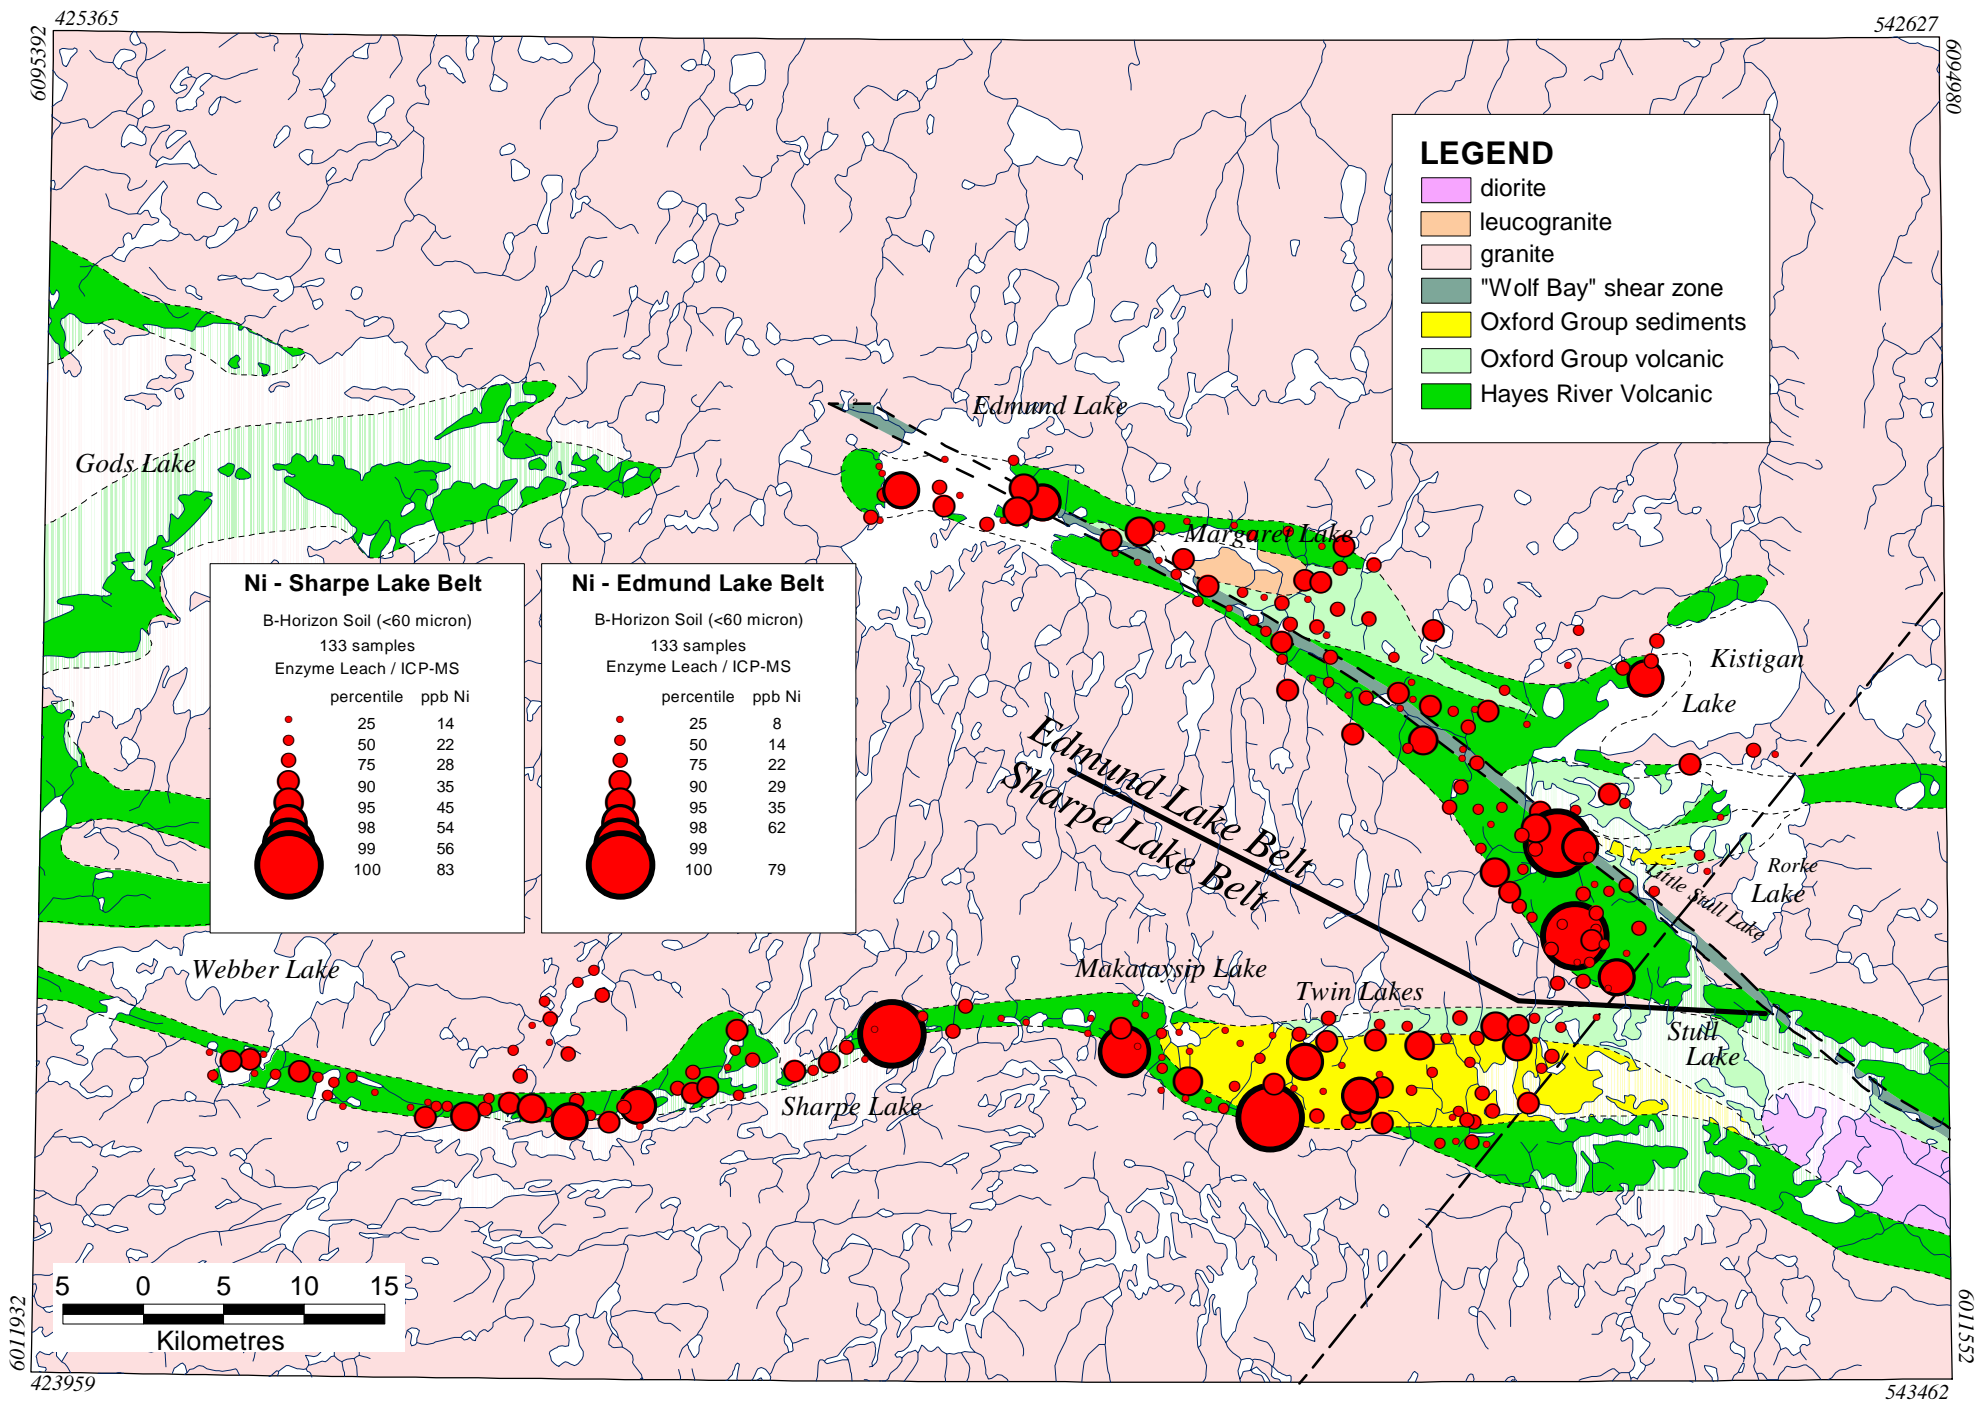 425365
542627
6095392
6094980
LEGEND
diorite
leucogranite
granite
"Wolf Bay" shear zone
Oxford Group sediments
Oxford Group volcanic
Hayes River Volcanic
Edmund Lake
Gods Lake
Margaret Lake
Ni - Sharpe Lake Belt
B-Horizon Soil (<60 micron)
133 samples
Enzyme Leach / ICP-MS
percentile ppb Ni
25 14
50 22
75 28
90 35
95 45
98 54
99 56
100 83
Ni - Edmund Lake Belt
B-Horizon Soil (<60 micron)
133 samples
Enzyme Leach / ICP-MS
percentile ppb Ni
25 8
50 14
75 22
90 29
95 35
98 62
99
100 79
Kistigan
Lake
Edmund Lake Belt
Sharpe Lake Belt
Rorke
Lake
Little Stull Lake
Webber Lake
Makataysip Lake
Twin Lakes
Stull
Lake
Sharpe Lake
5 0 5 10 15
Kilometres
6011932
6011552
423959
543462